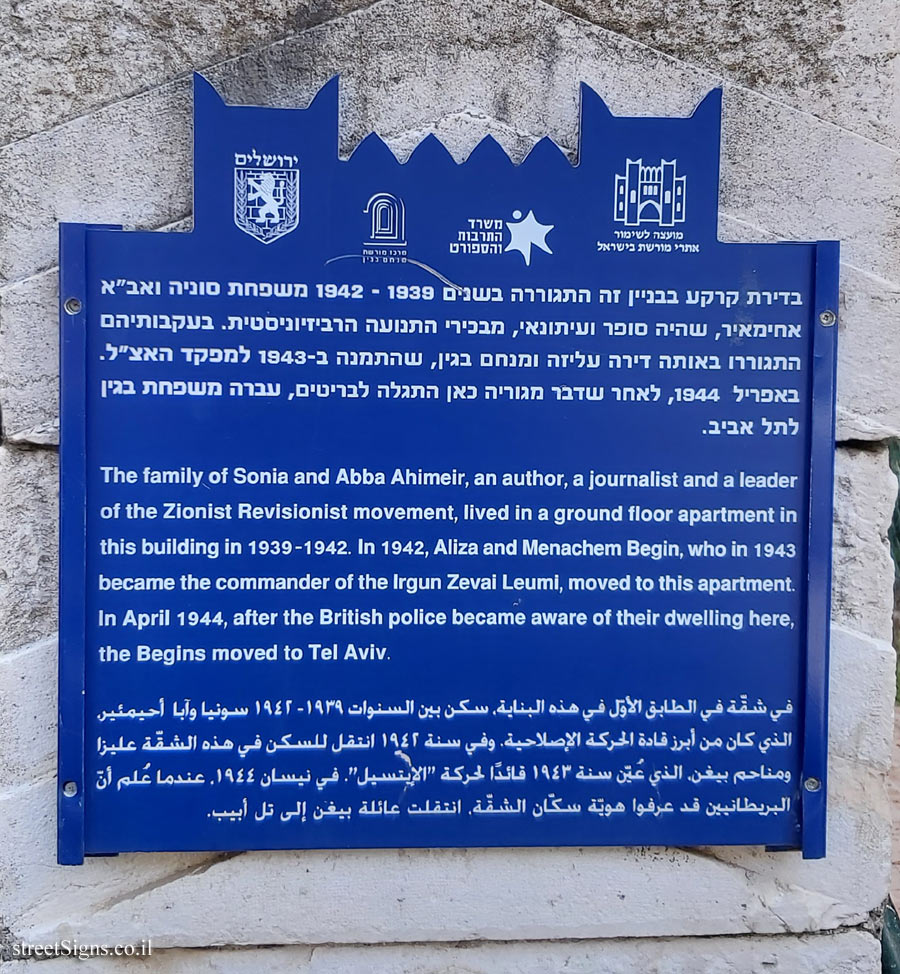 ירושלים
מרכז מורשת
מנחם בגין
משרד
התרבות
והספורט
מועצה לשימור
אתרי מורשת בישראל
בדירת קרקע בבניין זה התגוררה בשנים 1939 - 1942 משפחת סוניה ואב"א
אחימאיר, שהיה סופר ועיתונאי, מבכירי התנועה הרביזיוניסטית. בעקבותיהם
התגוררו באותה דירה עליזה ומנחם בגין, שהתמנה ב-1943 למפקד האצ"ל.
באפריל 1944, לאחר שדבר מגוריה כאן התגלה לבריטים, עברה משפחת בגין
לתל אביב.
The family of Sonia and Abba Ahimeir, an author, a journalist and a leader
of the Zionist Revisionist movement, lived in a ground floor apartment in
this building in 1939-1942. In 1942, Aliza and Menachem Begin, who in 1943
became the commander of the Irgun Zevai Leumi, moved to this apartment.
In April 1944, after the British police became aware of their dwelling here,
the Begins moved to Tel Aviv.
في شقّة في الطابق الأوّل في هذه البناية، سكن بين السنوات ١٩٣٩-١٩٤٢ سونيا وآبا أحيمئير،
الذي كان من أبرز قادة الحركة الإصلاحية. وفي سنة ١٩٤٢ انتقل للسكن في هذه الشقّة عليزا
ومناحم بيغن، الذي عُيّن سنة ١٩٤٣ قائدًا لحركة "الإيتسيل". في نيسان ١٩٤٤، عندما عُلم أنّ
البريطانيين قد عرفوا هويّة سكّان الشقّة، انتقلت عائلة بيغن إلى تل أبيب.
streetSigns.co.il